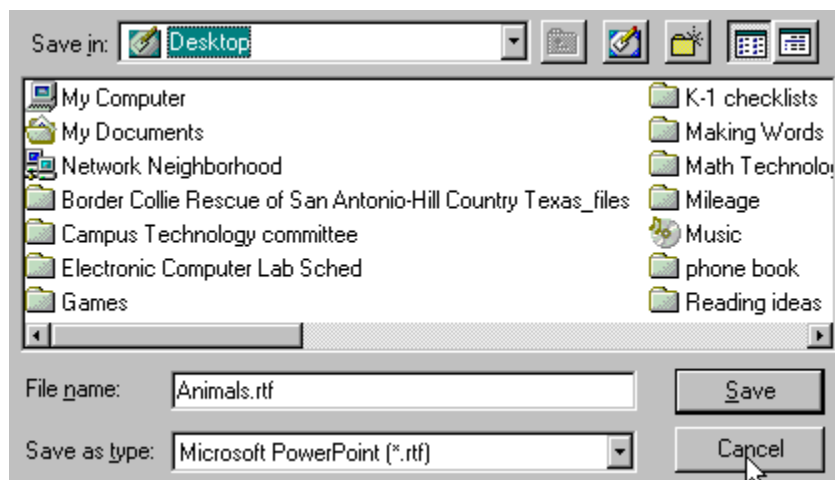 Save in: Desktop
My Computer
My Documents
Network Neighborhood
Border Collie Rescue of San Antonio-Hill Country Texas_files
Campus Technology committee
Electronic Computer Lab Sched
Games
K-1 checklists
Making Words
Math
Mileage
Music
phone book
Reading ideas
File name: Animals.rtf
Save
Save as type: Microsoft PowerPoint (*.rtf)
Cancel